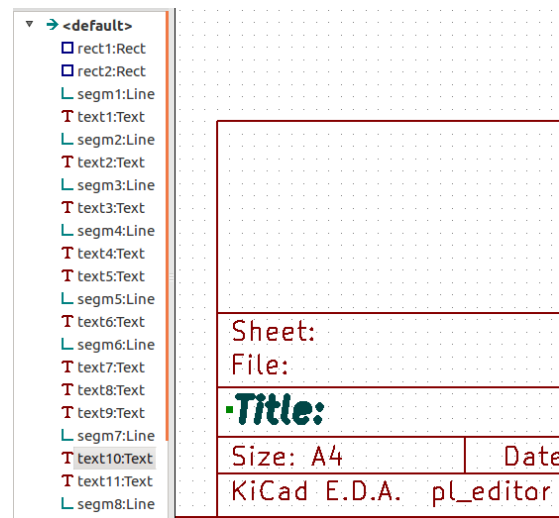 <default>
rect1:Rect
rect2:Rect
segm1:Line
text1:Text
segm2:Line
text2:Text
segm3:Line
text3:Text
segm4:Line
text4:Text
text5:Text
segm5:Line
text6:Text
segm6:Line
text7:Text
text8:Text
text9:Text
segm7:Line
text10:Text
text11:Text
segm8:Line
Sheet:
File:
Title:
Size: A4 Date
KiCad E.D.A. pl_editor